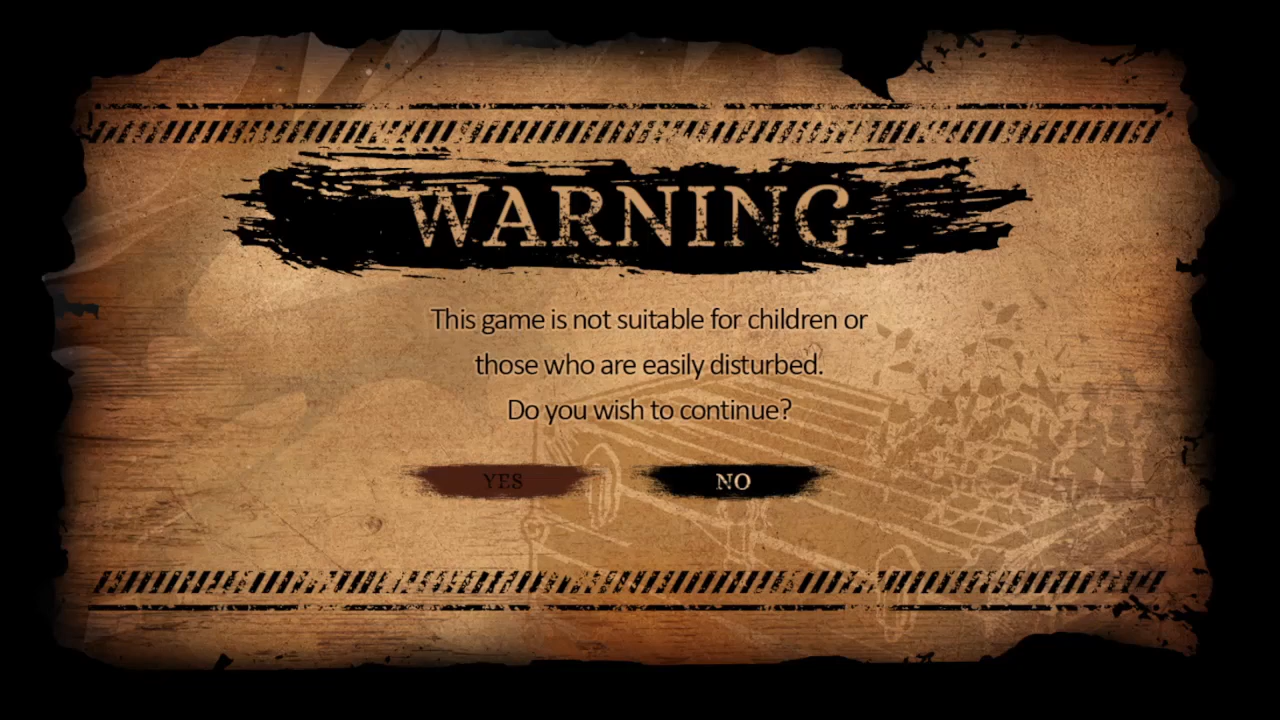 WARNING
This game is not suitable for children or
those who are easily disturbed.
Do you wish to continue?
YES NO